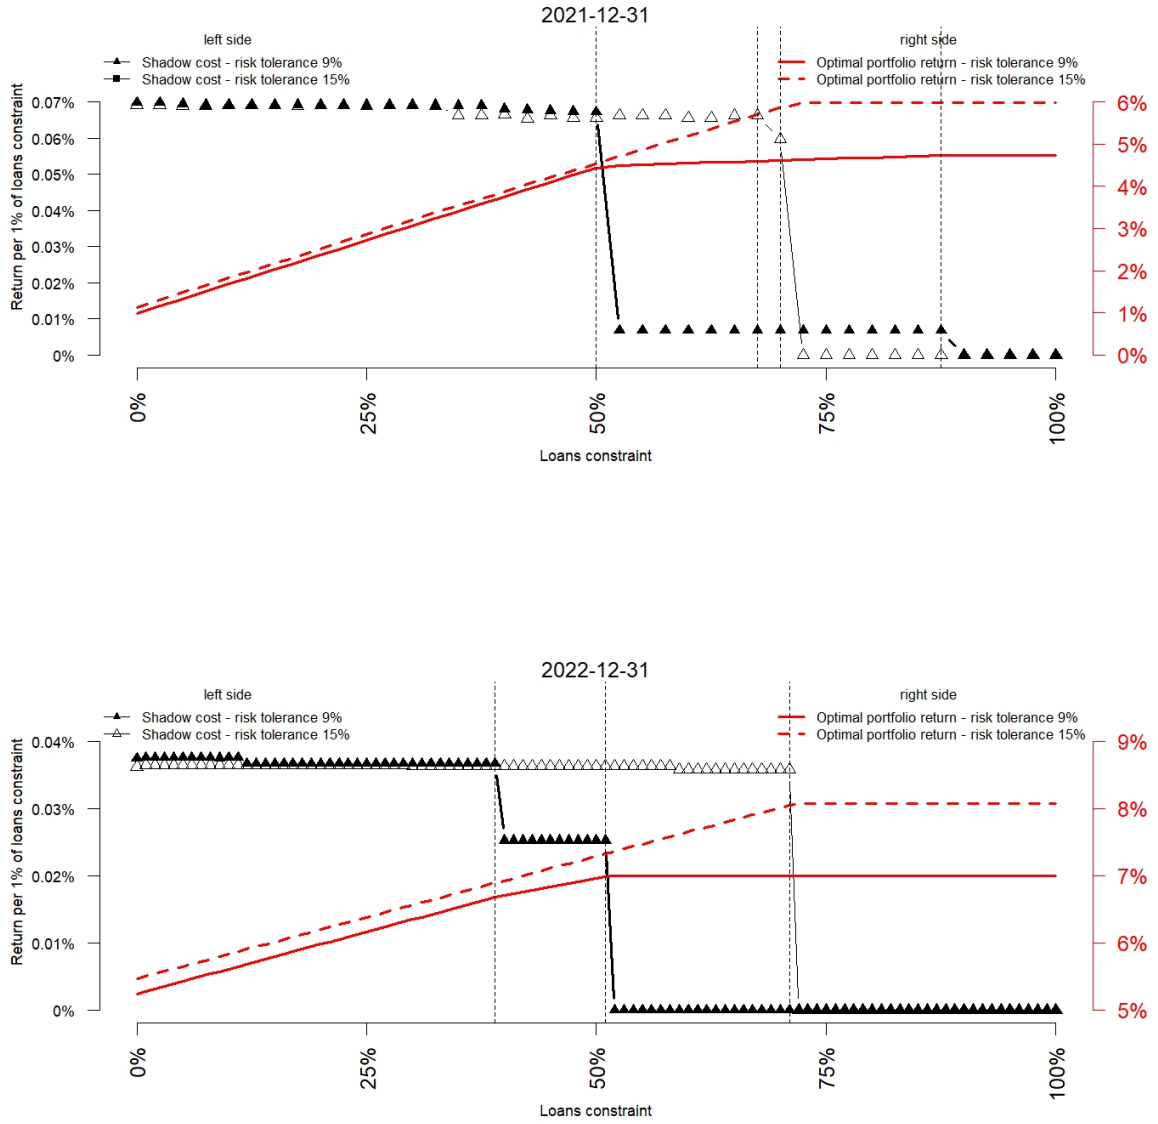 2021-12-31
left side
right side
Shadow cost - risk tolerance 9%
Optimal portfolio return - risk tolerance 9%
Shadow cost - risk tolerance 15%
Optimal portfolio return - risk tolerance 15%
Return per 1% of loans constraint
0.07%
0.06%
0.05%
0.04%
0.03%
0.02%
0.01%
0%
6%
5%
4%
3%
2%
1%
0%
0%
25%
50%
75%
100%
Loans constraint
2022-12-31
left side
right side
Shadow cost - risk tolerance 9%
Optimal portfolio return - risk tolerance 9%
Shadow cost - risk tolerance 15%
Optimal portfolio return - risk tolerance 15%
Return per 1% of loans constraint
0.04%
0.03%
0.02%
0.01%
0%
9%
8%
7%
6%
5%
0%
25%
50%
75%
100%
Loans constraint